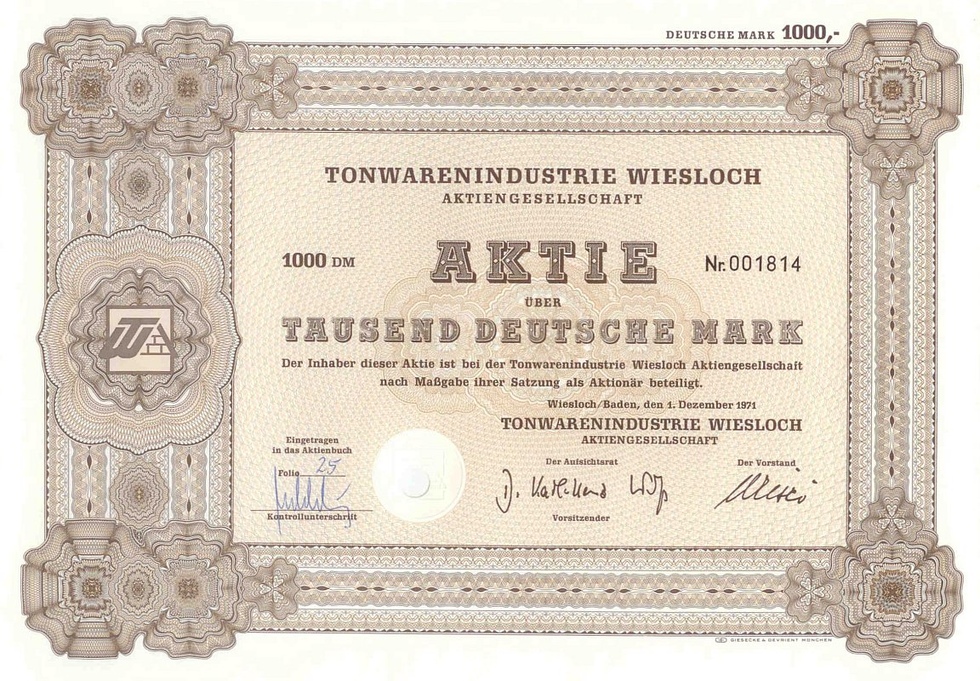 DEUTSCHE MARK 1000,-
TONWARENINDUSTRIE WIESLOCH
AKTIENGESELLSCHAFT
1000 DM
AKTIE
Nr. 001814
ÜBER
TAUSEND DEUTSCHE MARK
Der Inhaber dieser Aktie ist bei der Tonwarenindustrie Wiesloch Aktiengesellschaft
nach Maßgabe ihrer Satzung als Aktionär beteiligt.
Wiesloch/Baden, den 1. Dezember 1971
TONWARENINDUSTRIE WIESLOCH
AKTIENGESELLSCHAFT
Eingetragen
in das Aktienbuch
Folio 25
Kontrollunterschrift
Der Aufsichtsrat
Vorsitzender
Der Vorstand
GIESECKE & DEVRIENT MÜNCHEN